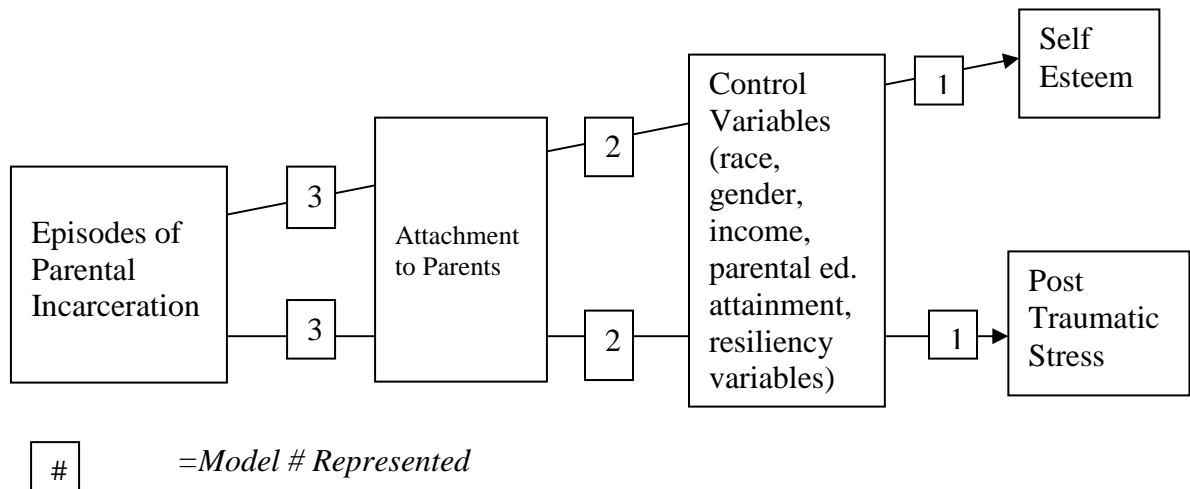 Episodes of
Parental
Incarceration
3
3
Attachment
to Parents
2
2
Control
Variables
(race,
gender,
income,
parental ed.
attainment,
resiliency
variables)
1
1
Self
Esteem
Post
Traumatic
Stress
#
=Model # Represented